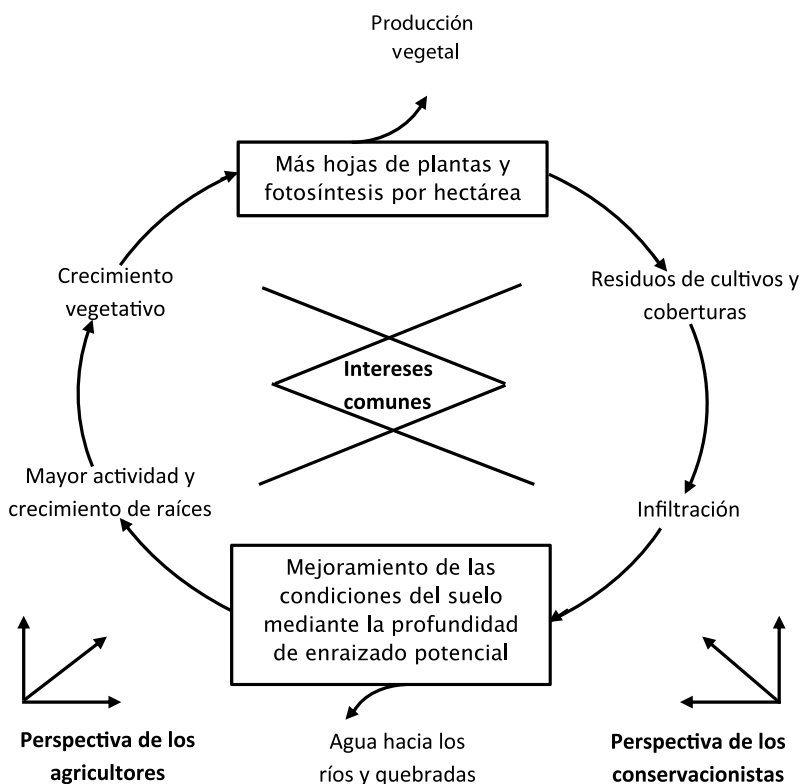 Producción
vegetal
Más hojas de plantas y
fotosíntesis por hectárea
Crecimiento
vegetativo
Residuos de cultivos y
coberturas
Intereses
comunes
Mayor actividad y
crecimiento de raíces
Infiltración
Mejoramiento de las
condiciones del suelo
mediante la profundidad
de enraizado potencial
Perspectiva de los
agricultores
Agua hacia los
ríos y quebradas
Perspectiva de los
conservacionistas